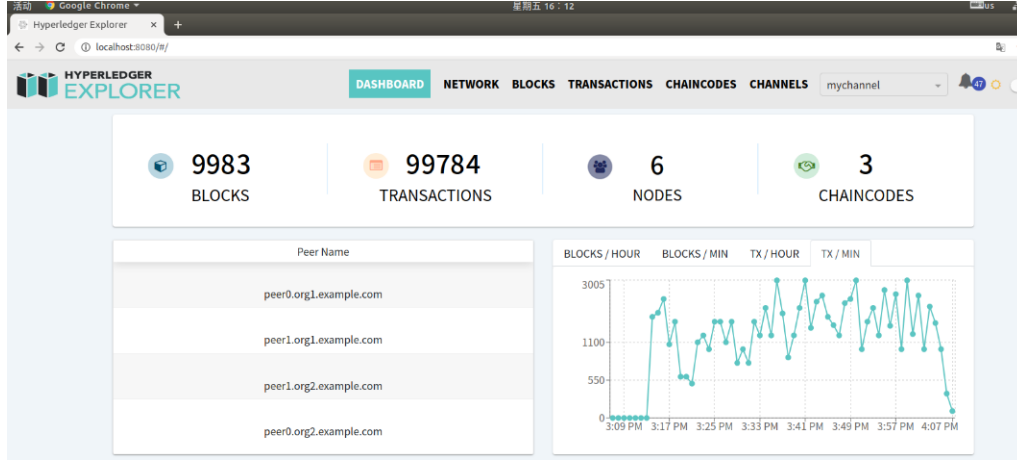 活动 Google Chrome
星期五 16：12
us
Hyperledger Explorer × +
localhost:8080/#/
HYPERLEDGER
EXPLORER
DASHBOARD NETWORK BLOCKS TRANSACTIONS CHAINCODES CHANNELS mychannel 47
9983 99784 6 3
BLOCKS TRANSACTIONS NODES CHAINCODES
Peer Name
peer0.org1.example.com
peer1.org1.example.com
peer1.org2.example.com
peer0.org2.example.com
BLOCKS / HOUR BLOCKS / MIN TX / HOUR TX / MIN
3005
1100
550
0
3:09 PM 3:17 PM 3:25 PM 3:33 PM 3:41 PM 3:49 PM 3:57 PM 4:07 PM